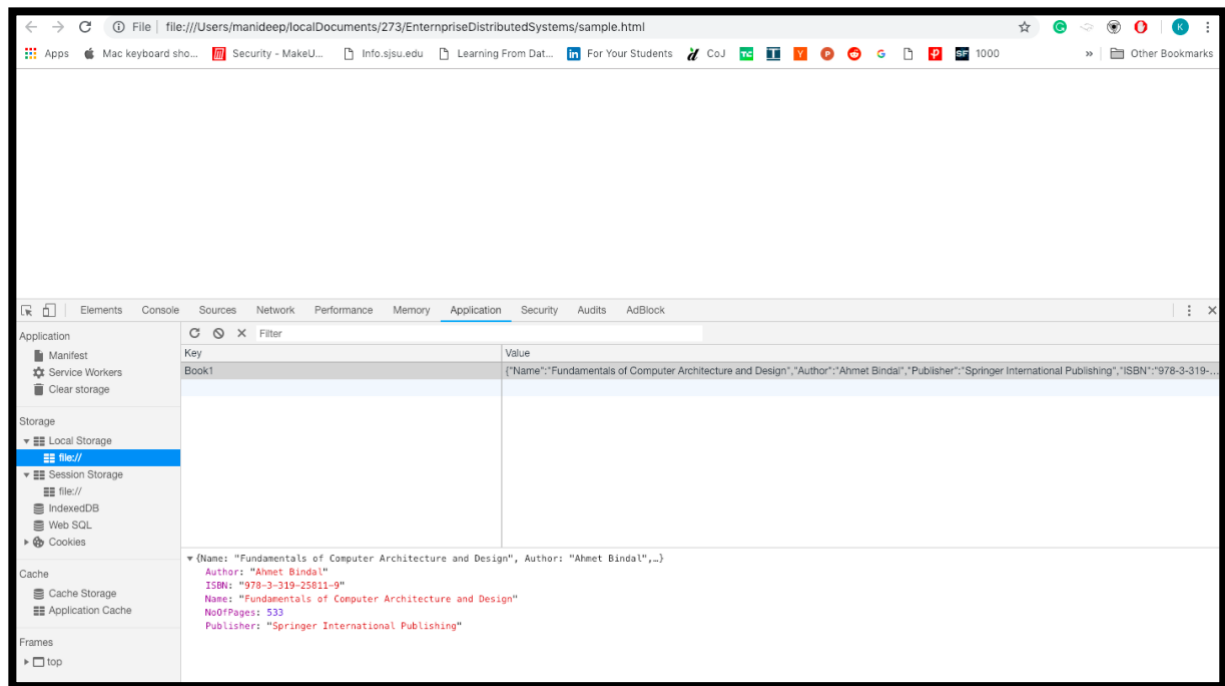 File | file:///Users/manideep/localDocuments/273/EnternpriseDistributedSystems/sample.html K
Apps Mac keyboard sho... Security - MakeU... Info.sjsu.edu Learning From Dat... in For Your Students CoJ TC I Y P G P SF 1000 » Other Bookmarks
Elements Console Sources Network Performance Memory Application Security Audits AdBlock
Application
Manifest
Service Workers
Clear storage
Storage
Local Storage
file://
Session Storage
file://
IndexedDB
Web SQL
Cookies
Cache
Cache Storage
Application Cache
Frames
top
Filter
Key Value
Book1 {"Name":"Fundamentals of Computer Architecture and Design","Author":"Ahmet Bindal","Publisher":"Springer International Publishing","ISBN":"978-3-319-...
{Name: "Fundamentals of Computer Architecture and Design", Author: "Ahmet Bindal",…}
Author: "Ahmet Bindal"
ISBN: "978-3-319-25811-9"
Name: "Fundamentals of Computer Architecture and Design"
NoOfPages: 533
Publisher: "Springer International Publishing"